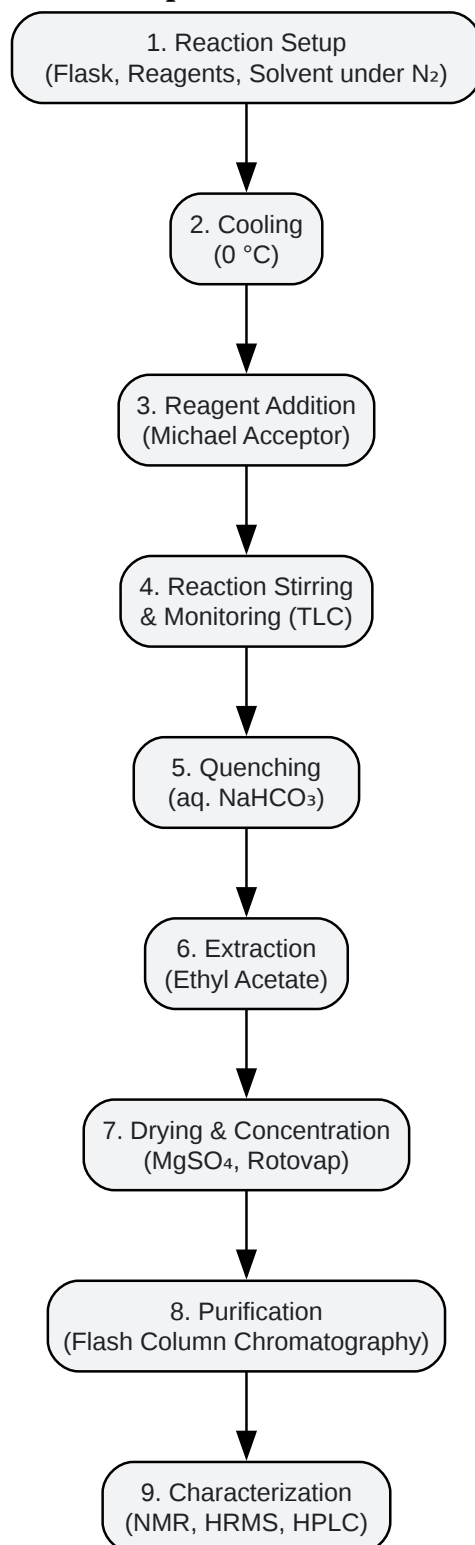 1. Reaction Setup
(Flask, Reagents, Solvent under N₂)
2. Cooling
(0 °C)
3. Reagent Addition
(Michael Acceptor)
4. Reaction Stirring
& Monitoring (TLC)
5. Quenching
(aq. NaHCO₃)
6. Extraction
(Ethyl Acetate)
7. Drying & Concentration
(MgSO₄, Rotovap)
8. Purification
(Flash Column Chromatography)
9. Characterization
(NMR, HRMS, HPLC)